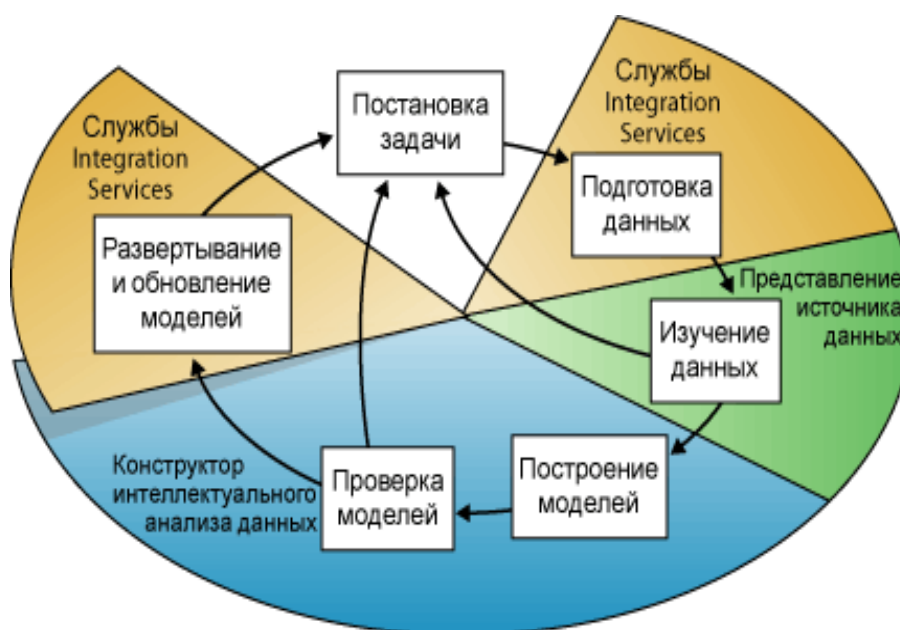 Постановка
задачи
Службы
Integration
Services
Подготовка
данных
Представление
источника
данных
Изучение
данных
Построение
моделей
Проверка
моделей
Конструктор
интеллектуального
анализа данных
Службы
Integration
Services
Развертывание
и обновление
моделей